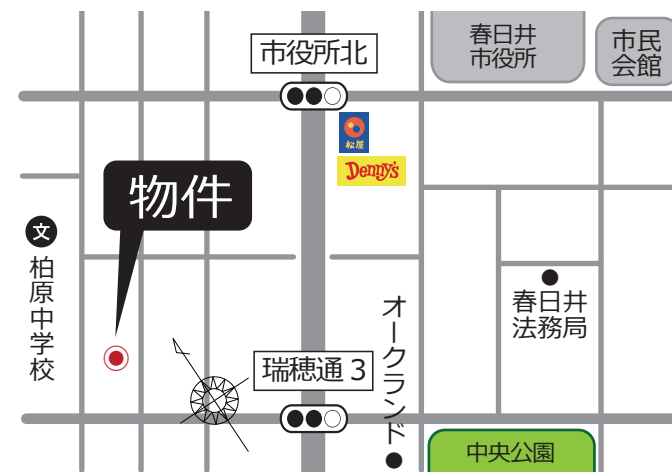 市役所北
春日井
市役所
市民
会館
松屋
Denny's
物件
文
柏原中学校
オークランド
春日井
法務局
瑞穂通3
中央公園